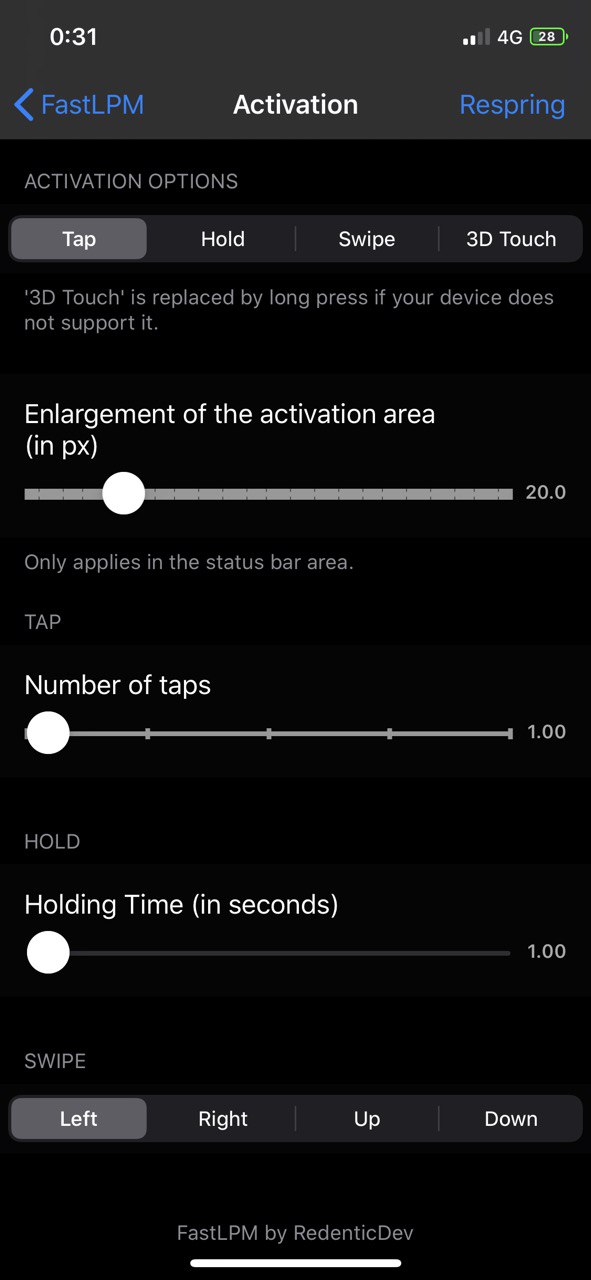 0:31 4G 28
FastLPM Activation Respring
ACTIVATION OPTIONS
Tap Hold Swipe 3D Touch
'3D Touch' is replaced by long press if your device does
not support it.
Enlargement of the activation area
(in px)
20.0
Only applies in the status bar area.
TAP
Number of taps
1.00
HOLD
Holding Time (in seconds)
1.00
SWIPE
Left Right Up Down
FastLPM by RedenticDev